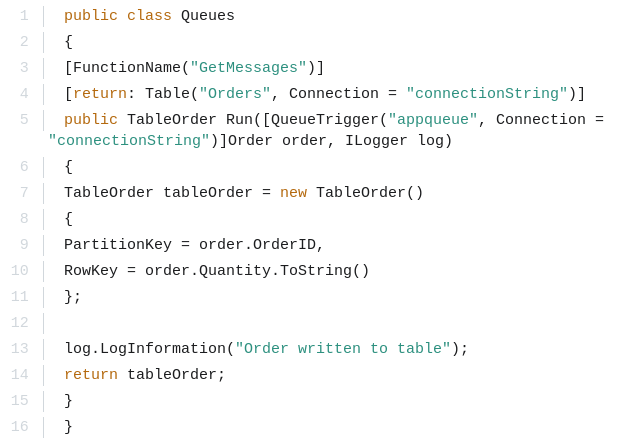 1 public class Queues
2 {
3 [FunctionName("GetMessages")]
4 [return: Table("Orders", Connection = "connectionString")]
5 public TableOrder Run([QueueTrigger("appqueue", Connection =
"connectionString")]Order order, ILogger log)
6 {
7 TableOrder tableOrder = new TableOrder()
8 {
9 PartitionKey = order.OrderID,
10 RowKey = order.Quantity.ToString()
11 };
12
13 log.LogInformation("Order written to table");
14 return tableOrder;
15 }
16 }